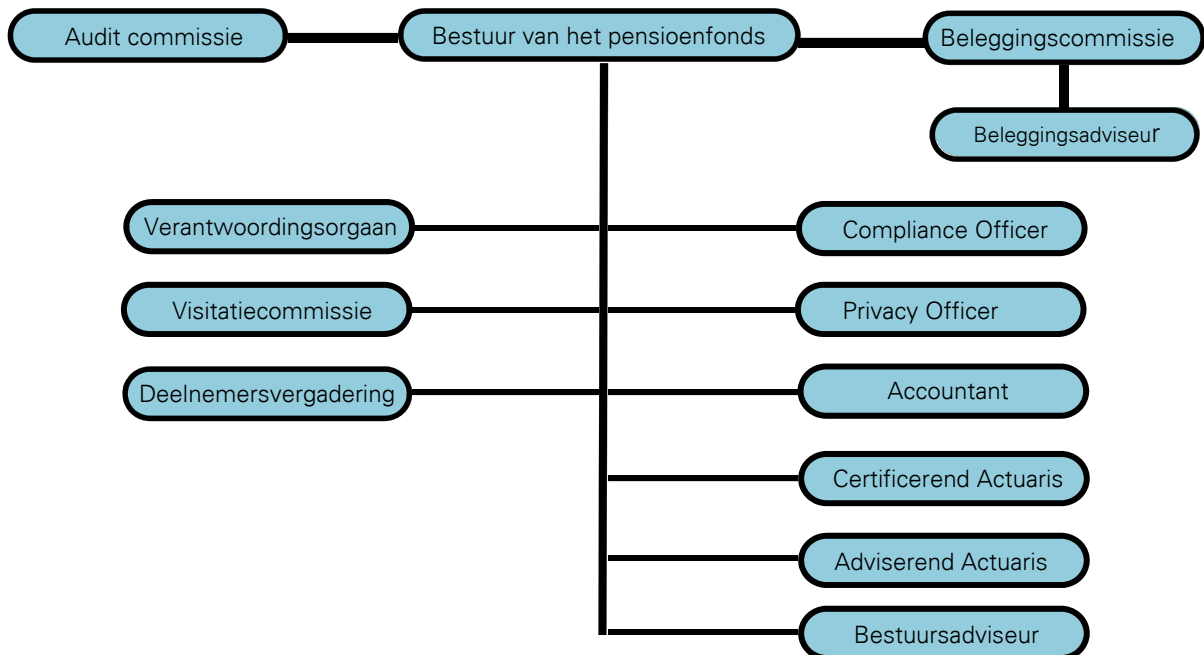 Audit commissie
Bestuur van het pensioenfonds
Beleggingscommissie
Beleggingsadviseur
Verantwoordingsorgaan
Compliance Officer
Visitatiecommissie
Privacy Officer
Deelnemersvergadering
Accountant
Certificerend Actuaris
Adviserend Actuaris
Bestuursadviseur